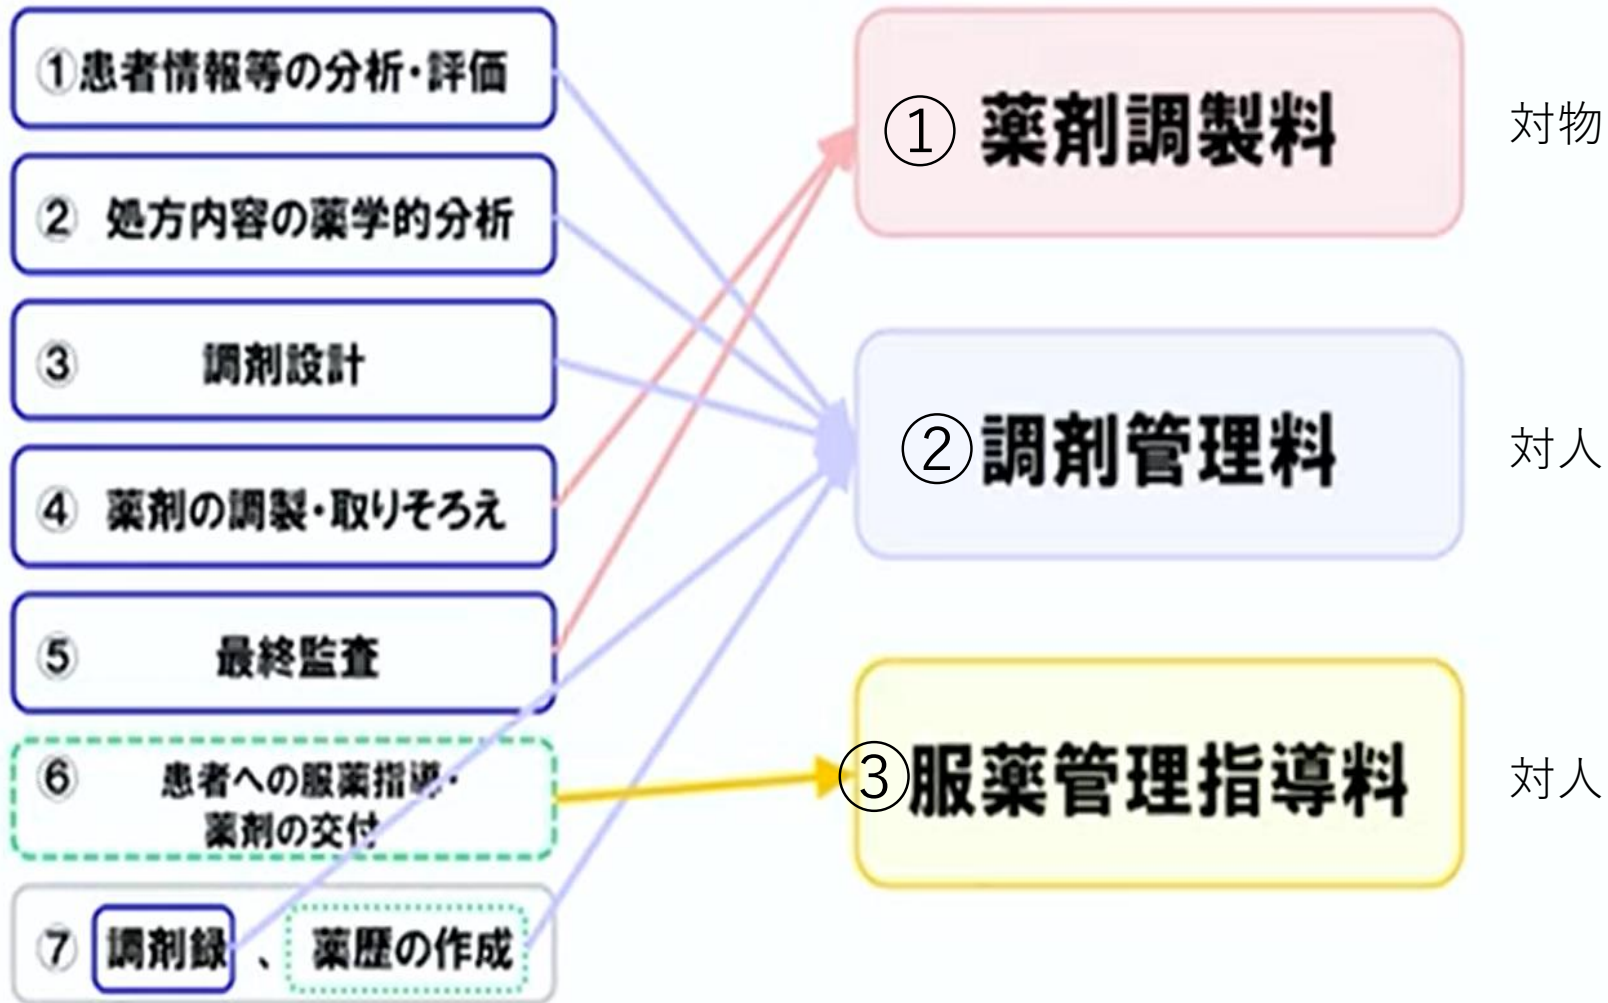 ①患者情報等の分析・評価
② 処方内容の薬学的分析
③ 調剤設計
④ 薬剤の調製・取りそろえ
⑤ 最終監査
⑥ 患者への服薬指導・
薬剤の交付
⑦ 調剤録、薬歴の作成
① 薬剤調製料
対物
②調剤管理料
対人
③服薬管理指導料
対人